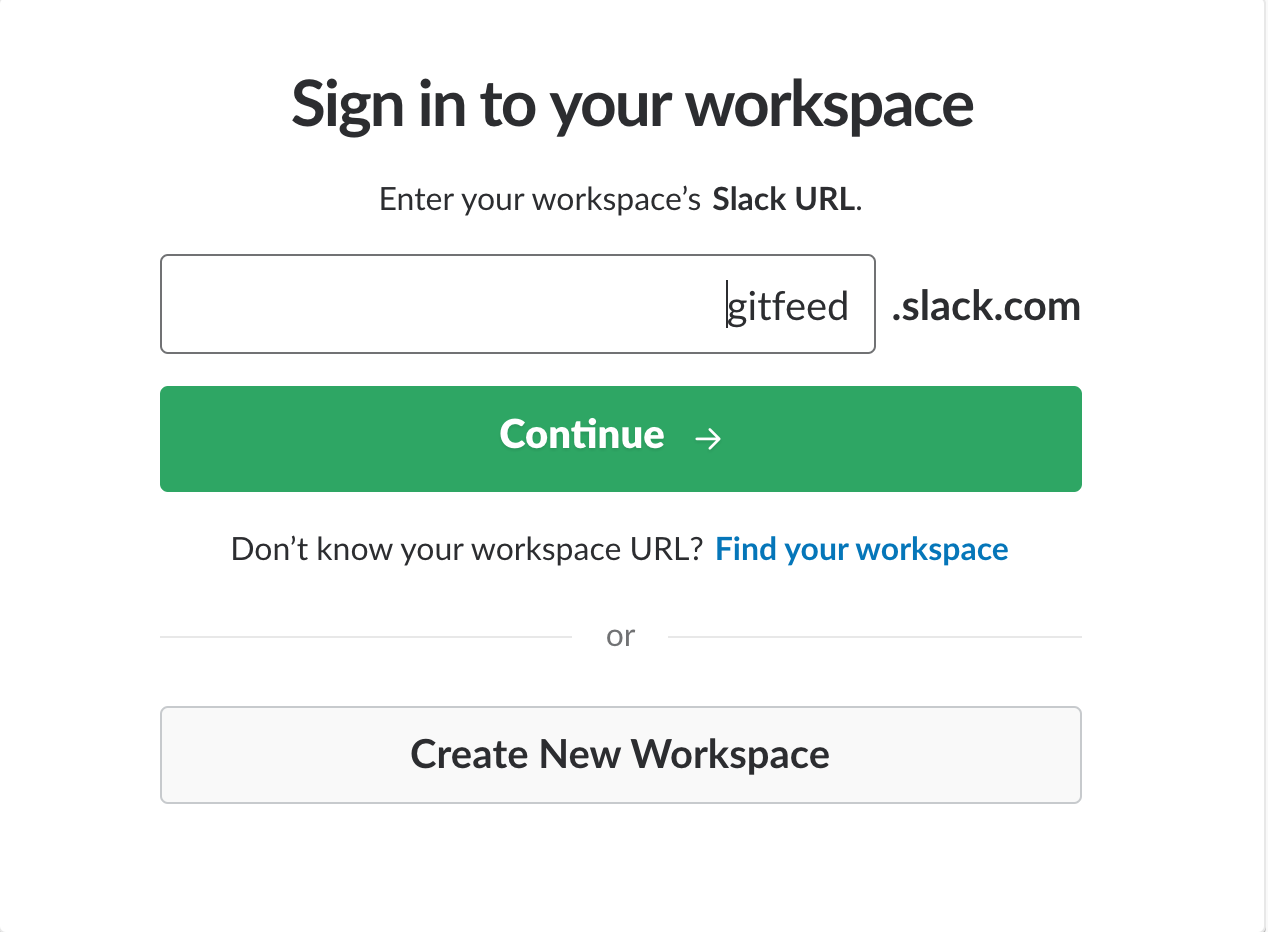 Sign in to your workspace
Enter your workspace’s Slack URL.
gitfeed .slack.com
Continue →
Don’t know your workspace URL? Find your workspace
or
Create New Workspace